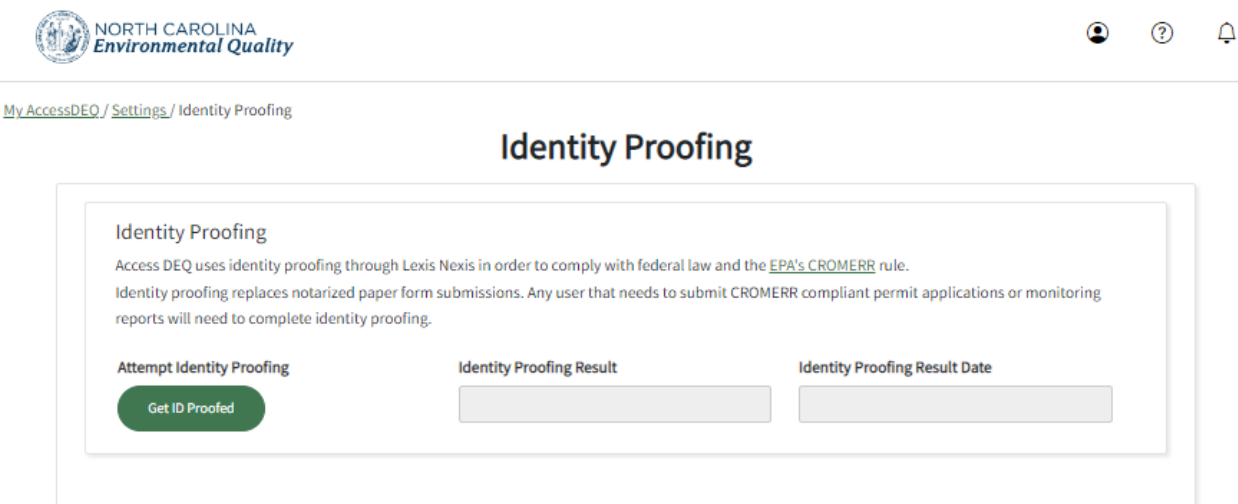 NORTH CAROLINA
Environmental Quality
My AccessDEQ / Settings / Identity Proofing
Identity Proofing
Identity Proofing
Access DEQ uses identity proofing through Lexis Nexis in order to comply with federal law and the EPA's CROMERR rule.
Identity proofing replaces notarized paper form submissions. Any user that needs to submit CROMERR compliant permit applications or monitoring
reports will need to complete identity proofing.
Attempt Identity Proofing
Identity Proofing Result
Identity Proofing Result Date
Get ID Proofed